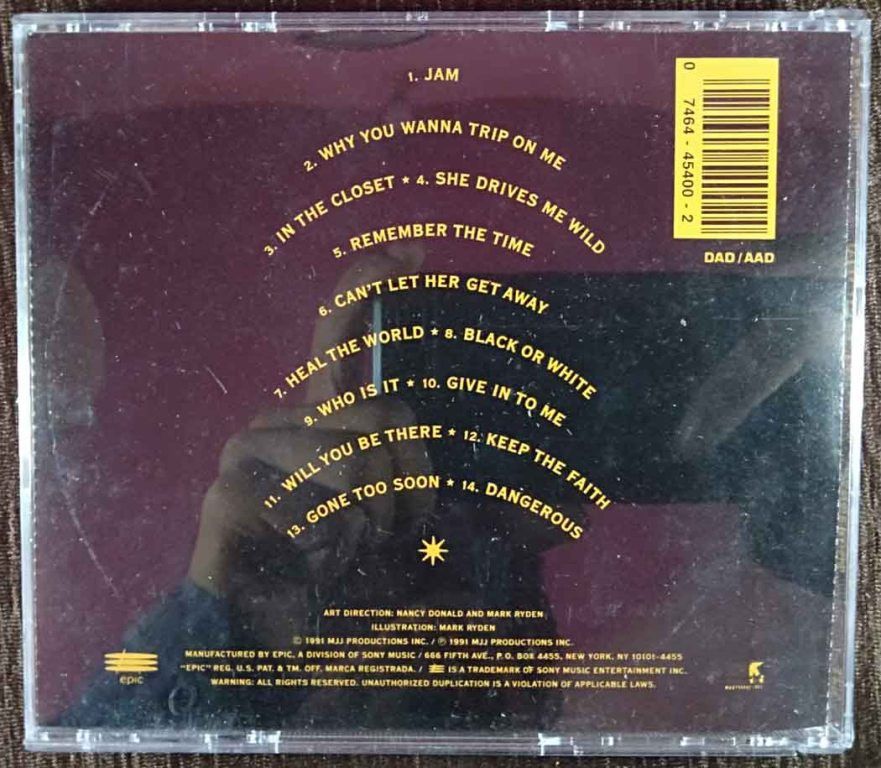 1. JAM
2. WHY YOU WANNA TRIP ON ME
3. IN THE CLOSET ★ 4. SHE DRIVES ME WILD
5. REMEMBER THE TIME
6. CAN'T LET HER GET AWAY
7. HEAL THE WORLD ★ 8. BLACK OR WHITE
9. WHO IS IT ★ 10. GIVE IN TO ME
11. WILL YOU BE THERE ★ 12. KEEP THE FAITH
13. GONE TOO SOON ★ 14. DANGEROUS
0 7464-45400-2
DAD/AAD
ART DIRECTION: NANCY DONALD AND MARK RYDEN
ILLUSTRATION: MARK RYDEN
© 1991 MJJ PRODUCTIONS INC. / ℗ 1991 MJJ PRODUCTIONS INC.
MANUFACTURED BY EPIC, A DIVISION OF SONY MUSIC / 666 FIFTH AVE., P.O. BOX 4455, NEW YORK, NY 10101-4455
"EPIC" REG. U.S. PAT. & TM. OFF. MARCA REGISTRADA. / IS A TRADEMARK OF SONY MUSIC ENTERTAINMENT INC.
WARNING: ALL RIGHTS RESERVED. UNAUTHORIZED DUPLICATION IS A VIOLATION OF APPLICABLE LAWS.
epic